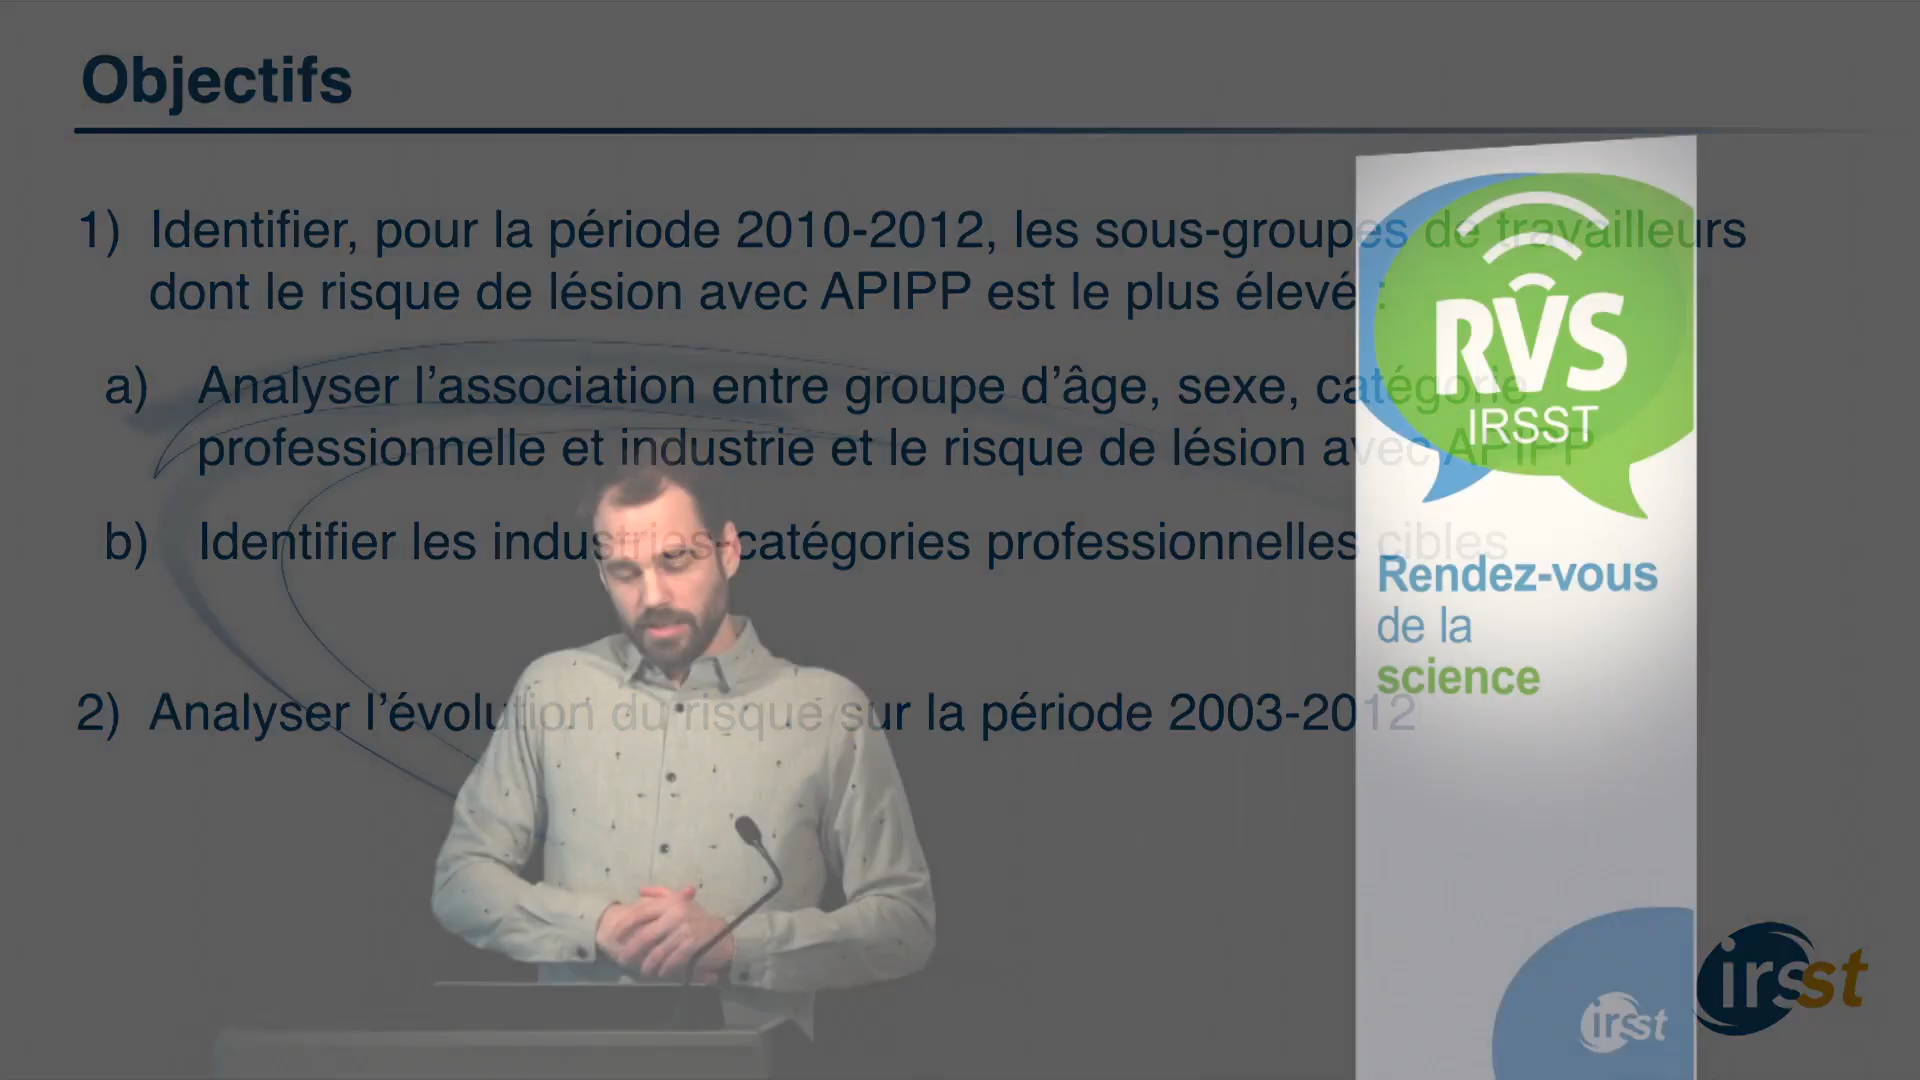 Objectifs
1) Identifier, pour la période 2010-2012, les sous-groupes de travailleurs
dont le risque de lésion avec APIPP est le plus élevé :
a) Analyser l’association entre groupe d’âge, sexe, catégorie
professionnelle et industrie et le risque de lésion avec APIPP
b) Identifier les industries-catégories professionnelles cibles
2) Analyser l’évolution du risque sur la période 2003-2012
RVS
IRSST
Rendez-vous
de la
science
irsst
irsst